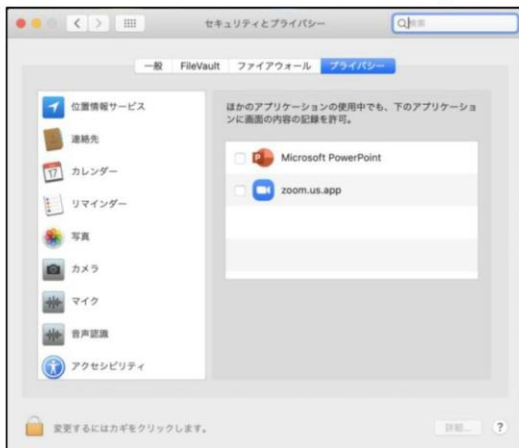 セキュリティとプライバシー
検索
一般
FileVault
ファイアウォール
プライバシー
位置情報サービス
連絡先
17
カレンダー
リマインダー
写真
カメラ
マイク
音声認識
アクセシビリティ
ほかのアプリケーションの使用中でも、下のアプリケーショ
ンに画面の内容の記録を許可。
Microsoft PowerPoint
zoom.us.app
変更するにはカギをクリックします。
詳細...
?